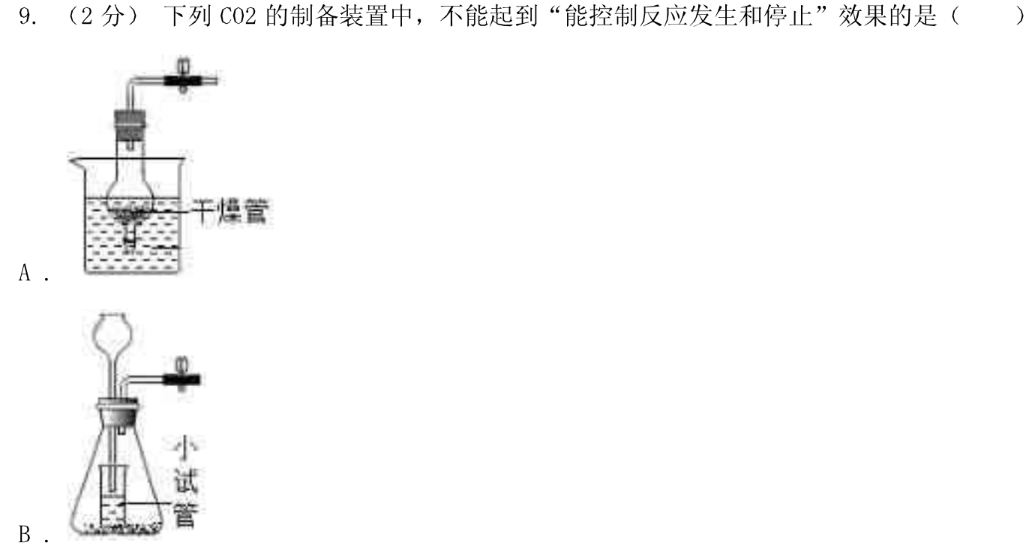 9. （2 分） 下列 CO2 的制备装置中，不能起到“能控制反应发生和停止”效果的是（　　）
干燥管
A .
小
试
管
B .